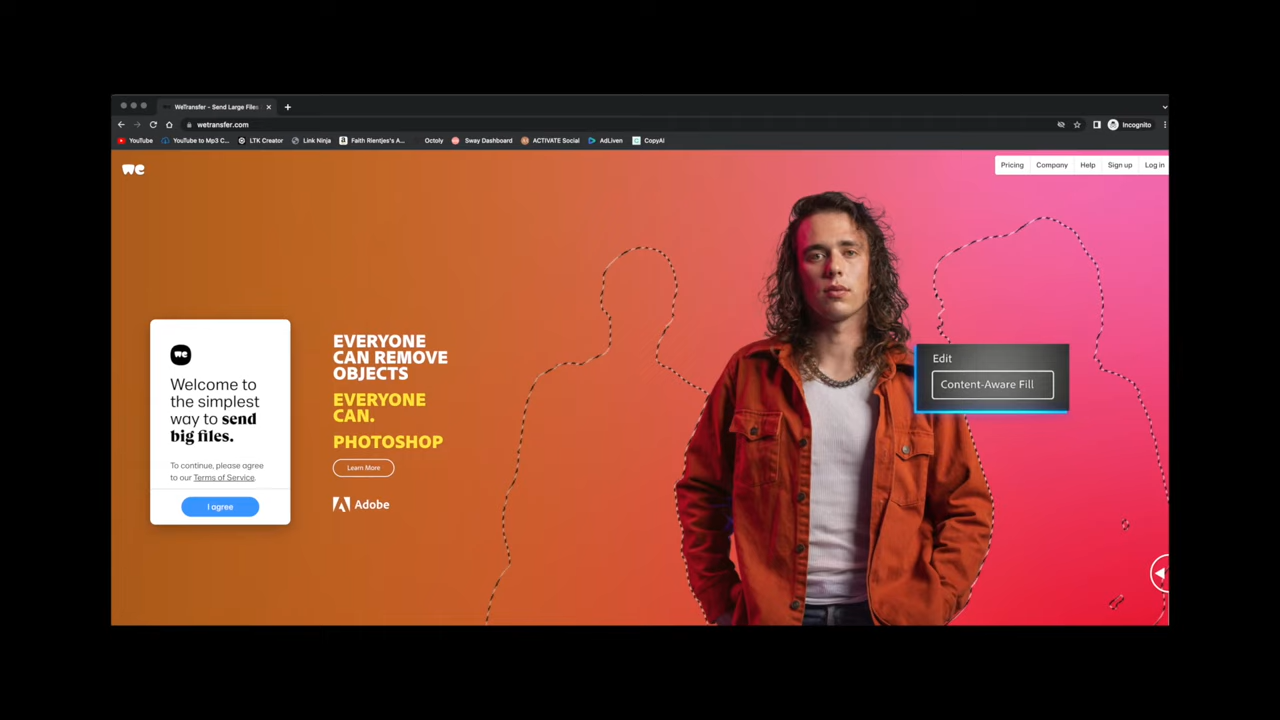 WeTransfer - Send Large Files
wetransfer.com
Incognito
YouTube
YouTube to Mp3 C...
LTK Creator
Link Ninja
Faith Rientjes's A...
Octoly
Sway Dashboard
ACTIVATE Social
AdLiven
CopyAI
we
Pricing
Company
Help
Sign up
Log in
we
Welcome to
the simplest
way to send
big files.
To continue, please agree
to our Terms of Service.
I agree
EVERYONE
CAN REMOVE
OBJECTS
EVERYONE
CAN.
PHOTOSHOP
Learn More
Adobe
Edit
Content-Aware Fill